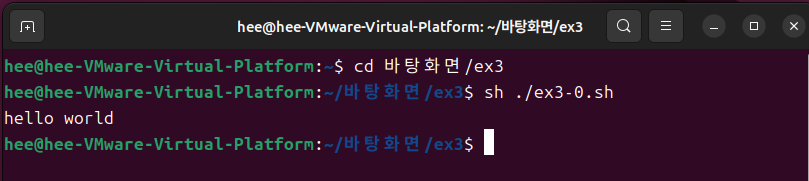 hee@hee-VMware-Virtual-Platform: ~/바탕화면/ex3
hee@hee-VMware-Virtual-Platform:~$ cd 바탕화면/ex3
hee@hee-VMware-Virtual-Platform:~/바탕화면/ex3$ sh ./ex3-0.sh
hello world
hee@hee-VMware-Virtual-Platform:~/바탕화면/ex3$